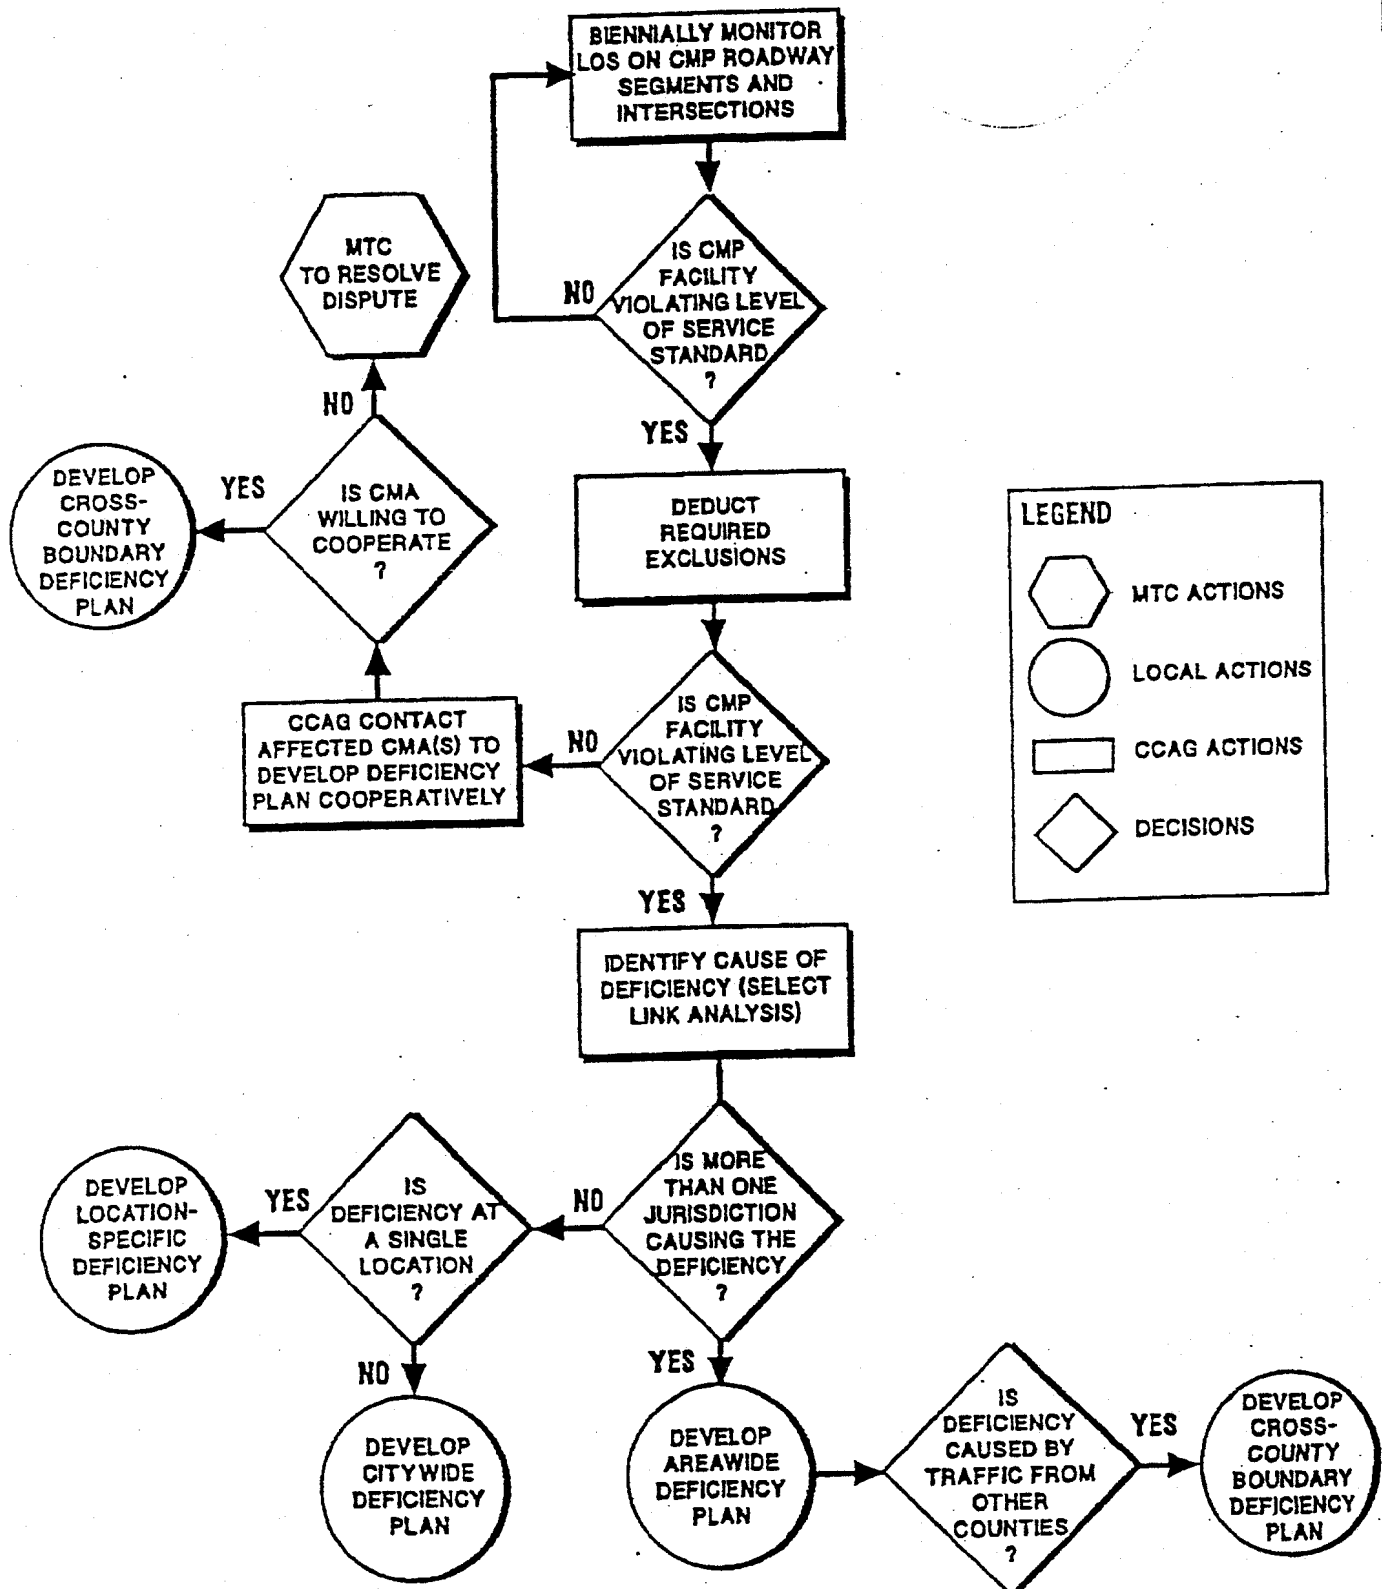 BIENNIALLY MONITOR
LOS ON CMP ROADWAY
SEGMENTS AND
INTERSECTIONS
IS CMP
FACILITY
VIOLATING LEVEL
OF SERVICE
STANDARD
?
NO
YES
MTC
TO RESOLVE
DISPUTE
NO
IS CMA
WILLING TO
COOPERATE
?
YES
DEVELOP
CROSS-
COUNTY
BOUNDARY
DEFICIENCY
PLAN
DEDUCT
REQUIRED
EXCLUSIONS
LEGEND
MTC ACTIONS
LOCAL ACTIONS
CCAG ACTIONS
DECISIONS
IS CMP
FACILITY
VIOLATING LEVEL
OF SERVICE
STANDARD
?
NO
CCAG CONTACT
AFFECTED CMA(S) TO
DEVELOP DEFICIENCY
PLAN COOPERATIVELY
YES
IDENTIFY CAUSE OF
DEFICIENCY (SELECT
LINK ANALYSIS)
IS MORE
THAN ONE
JURISDICTION
CAUSING THE
DEFICIENCY
?
NO
IS
DEFICIENCY AT
A SINGLE
LOCATION
?
YES
DEVELOP
LOCATION-
SPECIFIC
DEFICIENCY
PLAN
NO
DEVELOP
CITYWIDE
DEFICIENCY
PLAN
YES
DEVELOP
AREAWIDE
DEFICIENCY
PLAN
IS
DEFICIENCY
CAUSED BY
TRAFFIC FROM
OTHER
COUNTIES
?
YES
DEVELOP
CROSS-
COUNTY
BOUNDARY
DEFICIENCY
PLAN